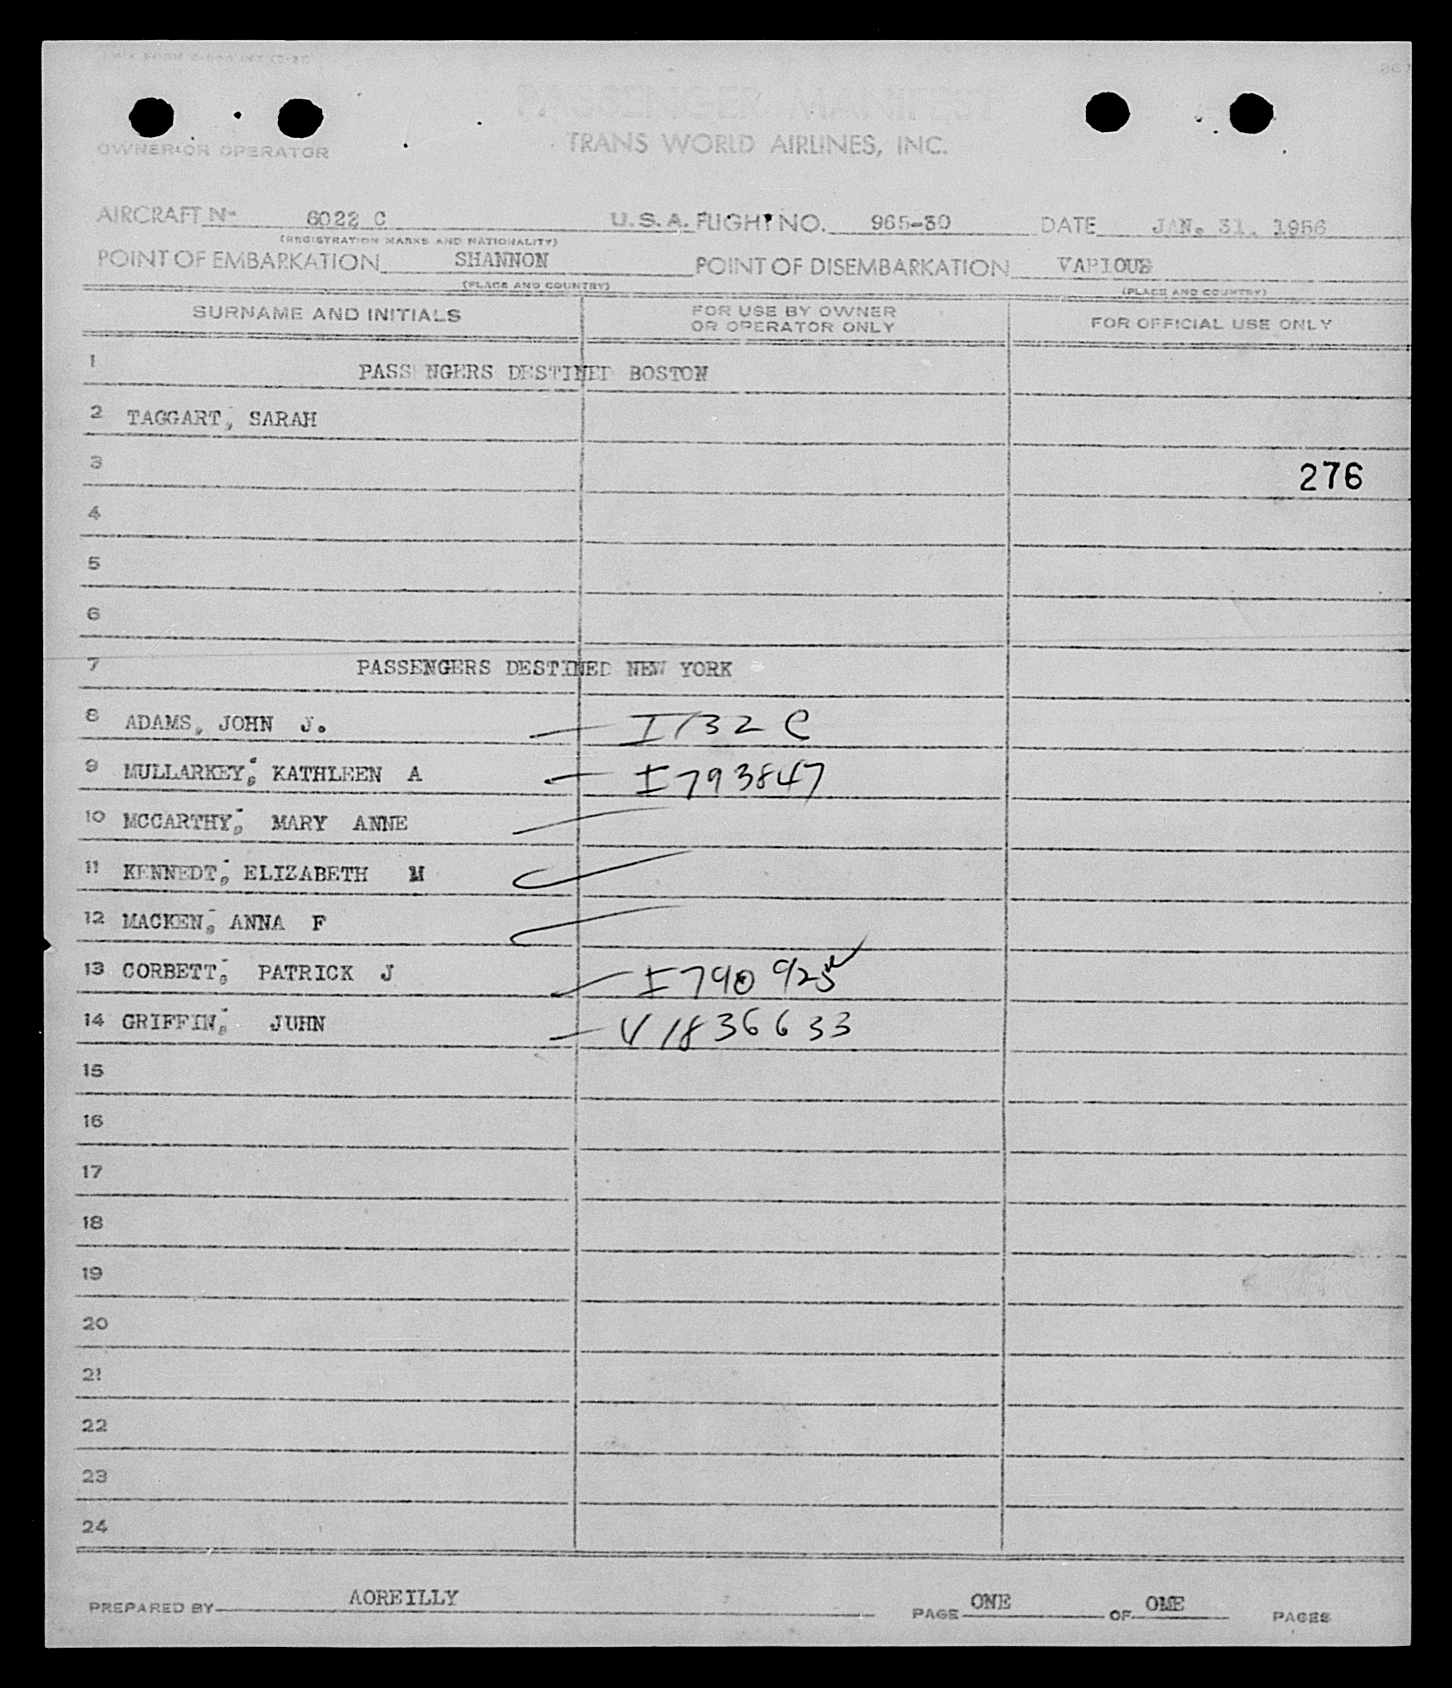 PASSENGER MANIFEST
TRANS WORLD AIRLINES, INC.
OWNER OR OPERATOR
AIRCRAFT Nº 6022 C U.S.A. FLIGHT NO. 965-30 DATE JAN. 31, 1956
(REGISTRATION MARKS AND NATIONALITY)
POINT OF EMBARKATION SHANNON POINT OF DISEMBARKATION VARIOUS
(PLACE AND COUNTRY) (PLACE AND COUNTRY)
SURNAME AND INITIALS FOR USE BY OWNER OR OPERATOR ONLY FOR OFFICIAL USE ONLY
1 PASSENGERS DESTINED BOSTON
2 TAGGART, SARAH
3 276
4
5
6
7 PASSENGERS DESTINED NEW YORK
8 ADAMS, JOHN J. I 132 C
9 MULLARKEY, KATHLEEN A I 793847
10 MCCARTHY, MARY ANNE
11 KENNEDT, ELIZABETH M
12 MACKEN, ANNA F
13 CORBETT, PATRICK J I 790 925
14 GRIFFIN, JUHN V 1836633
15
16
17
18
19
20
21
22
23
24
PREPARED BY AOREILLY PAGE ONE OF ONE PAGES